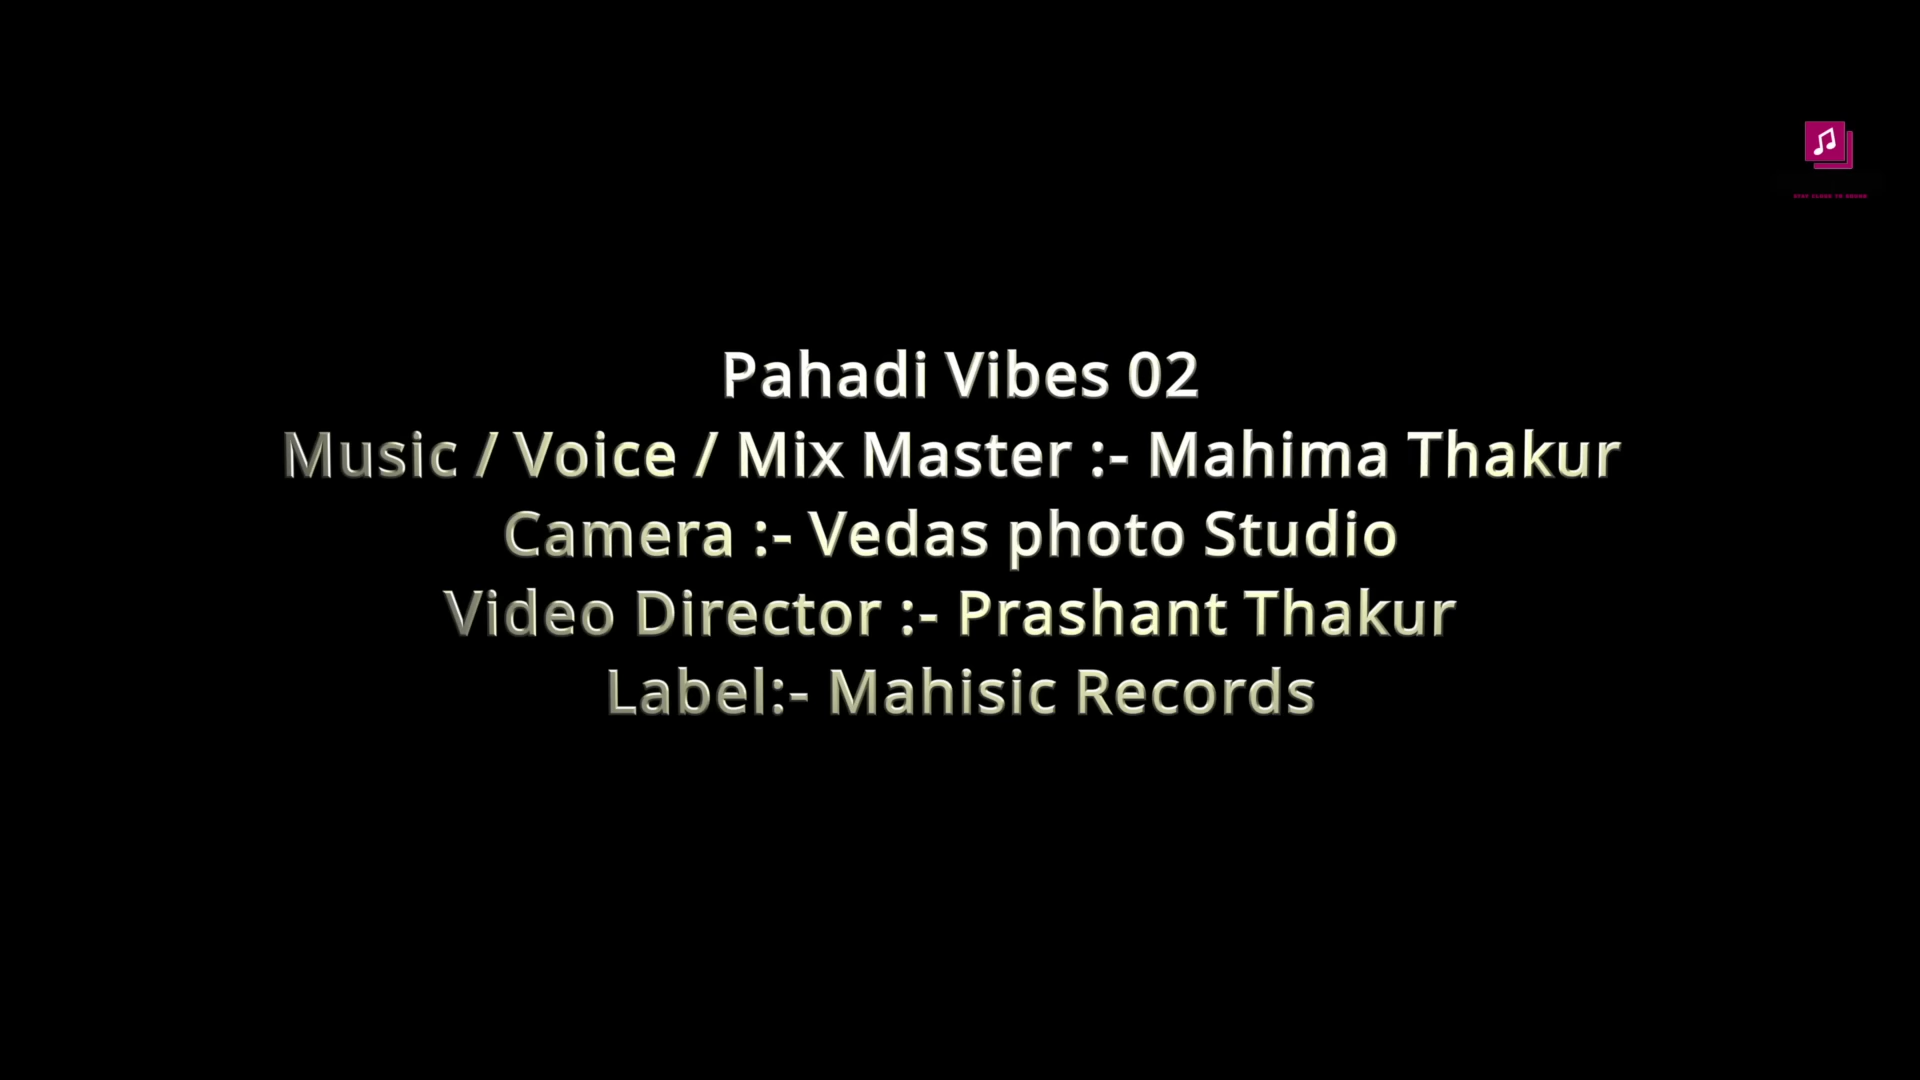 Pahadi Vibes 02
Music / Voice / Mix Master :- Mahima Thakur
Camera :- Vedas photo Studio
Video Director :- Prashant Thakur
Label:- Mahisic Records